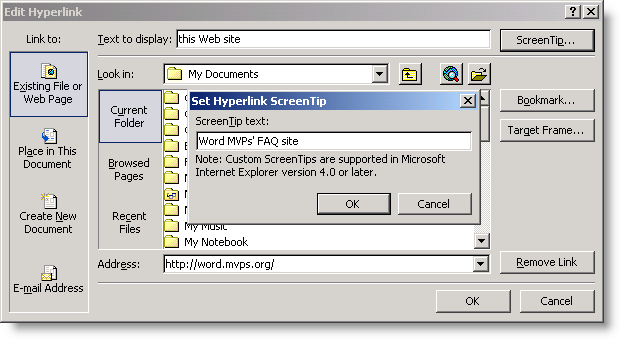 Edit Hyperlink
Link to:
Text to display: this Web site
ScreenTip...
Existing File or
Web Page
Place in This
Document
Create New
Document
E-mail Address
Look in: My Documents
Current
Folder
Browsed
Pages
Recent
Files
My Music
My Notebook
Bookmark...
Target Frame...
Set Hyperlink ScreenTip
ScreenTip text:
Word MVPs' FAQ site
Note: Custom ScreenTips are supported in Microsoft
Internet Explorer version 4.0 or later.
OK
Cancel
Address: http://word.mvps.org/
Remove Link
OK
Cancel